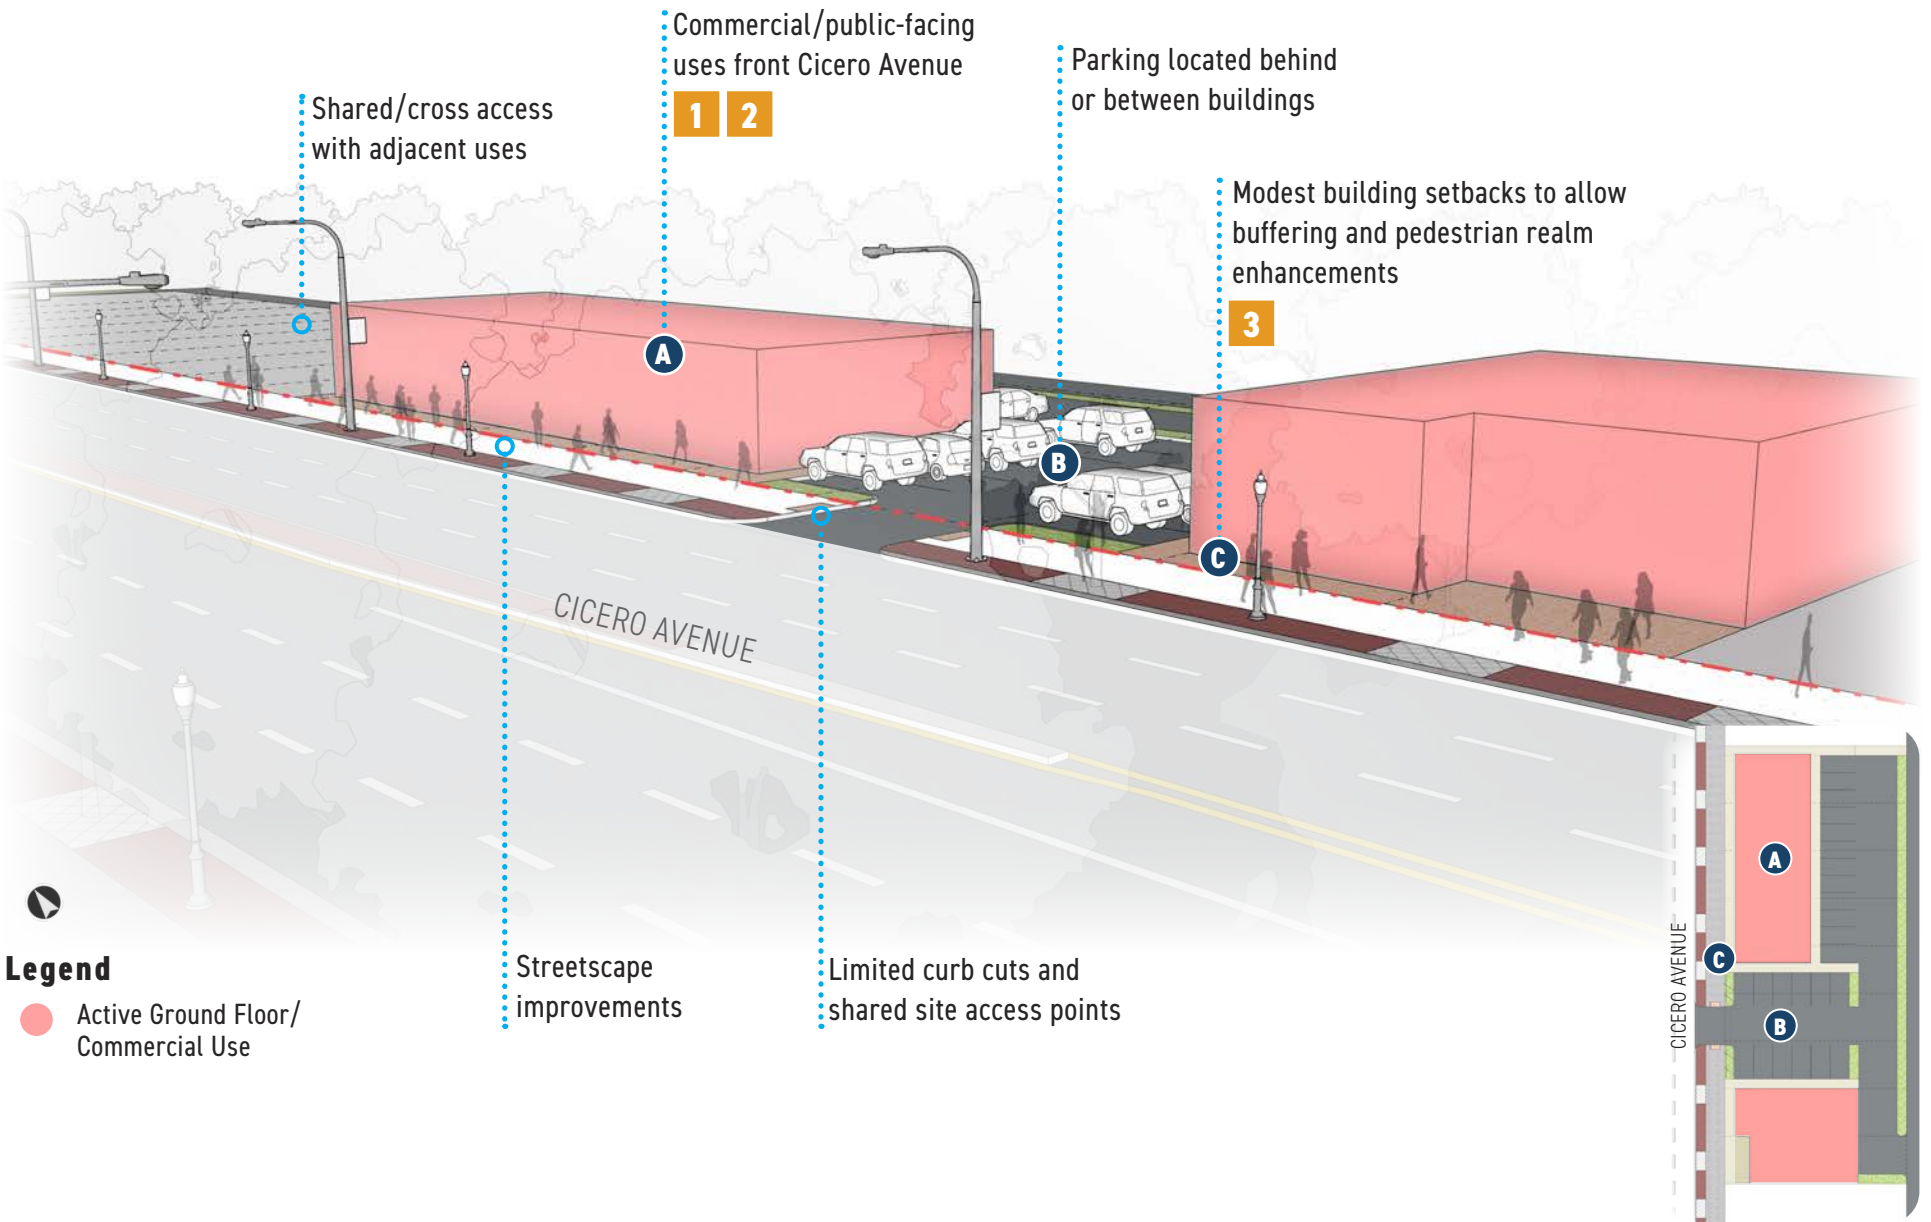 Commercial/public-facing
uses front Cicero Avenue
1 2
Parking located behind
or between buildings
Shared/cross access
with adjacent uses
Modest building setbacks to allow
buffering and pedestrian realm
enhancements
3
A
B
C
CICERO AVENUE
Legend
Active Ground Floor/
Commercial Use
Streetscape
improvements
Limited curb cuts and
shared site access points
CICERO AVENUE
A
C
B